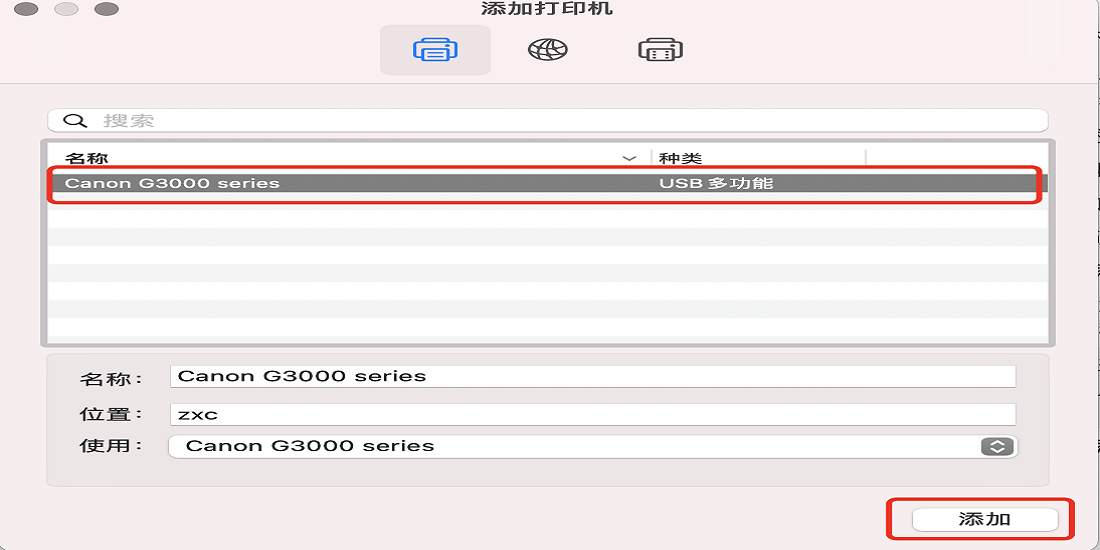 添加打印机
搜索
名称 种类
Canon G3000 series USB 多功能
名称： Canon G3000 series
位置： zxc
使用： Canon G3000 series
添加